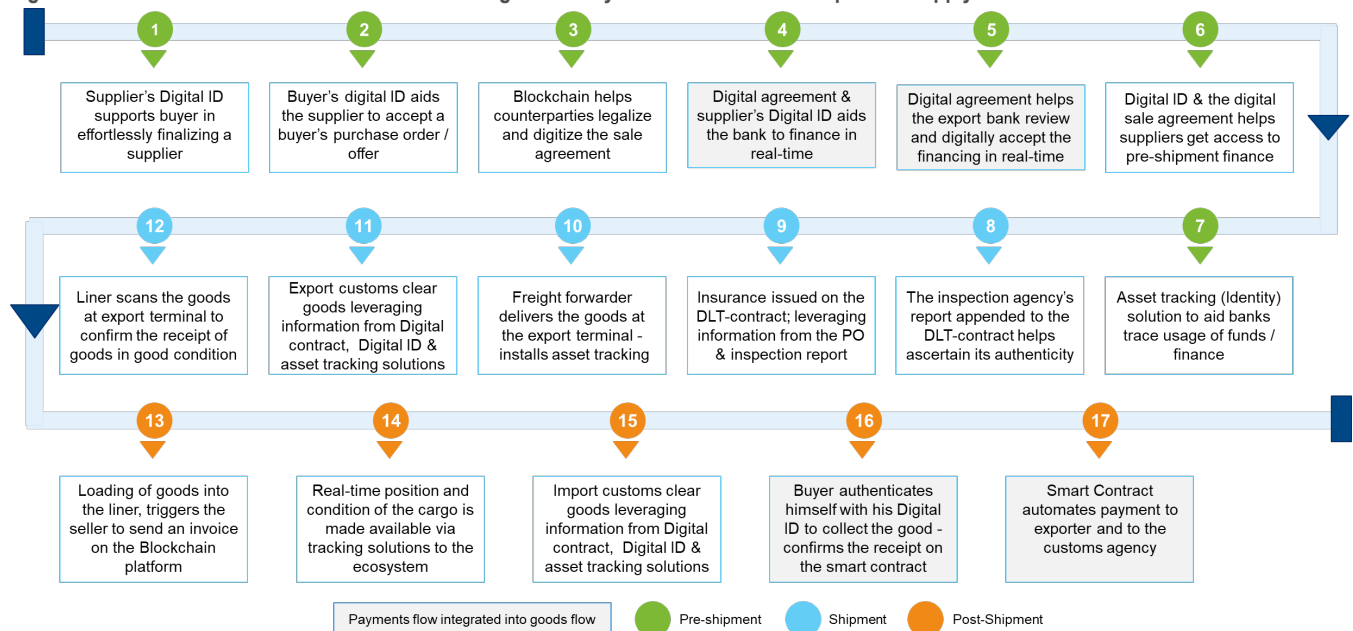 1
2
3
4
5
6
Supplier's Digital ID
supports buyer in
effortlessly finalizing a
supplier
Buyer's digital ID aids
the supplier to accept a
buyer's purchase order /
offer
Blockchain helps
counterparties legalize
and digitize the sale
agreement
Digital agreement &
supplier's Digital ID aids
the bank to finance in
real-time
Digital agreement helps
the export bank review
and digitally accept the
financing in real-time
Digital ID & the digital
sale agreement helps
suppliers get access to
pre-shipment finance
12
11
10
9
8
7
Liner scans the goods
at export terminal to
confirm the receipt of
goods in good condition
Export customs clear
goods leveraging
information from Digital
contract, Digital ID &
asset tracking solutions
Freight forwarder
delivers the goods at
the export terminal -
installs asset tracking
Insurance issued on the
DLT-contract; leveraging
information from the PO
& inspection report
The inspection agency's
report appended to the
DLT-contract helps
ascertain its authenticity
Asset tracking (Identity)
solution to aid banks
trace usage of funds /
finance
13
14
15
16
17
Loading of goods into
the liner, triggers the
seller to send an invoice
on the Blockchain
platform
Real-time position and
condition of the cargo is
made available via
tracking solutions to the
ecosystem
Import customs clear
goods leveraging
information from Digital
contract, Digital ID &
asset tracking solutions
Buyer authenticates
himself with his Digital
ID to collect the good -
confirms the receipt on
the smart contract
Smart Contract
automates payment to
exporter and to the
customs agency
Payments flow integrated into goods flow
Pre-shipment
Shipment
Post-Shipment